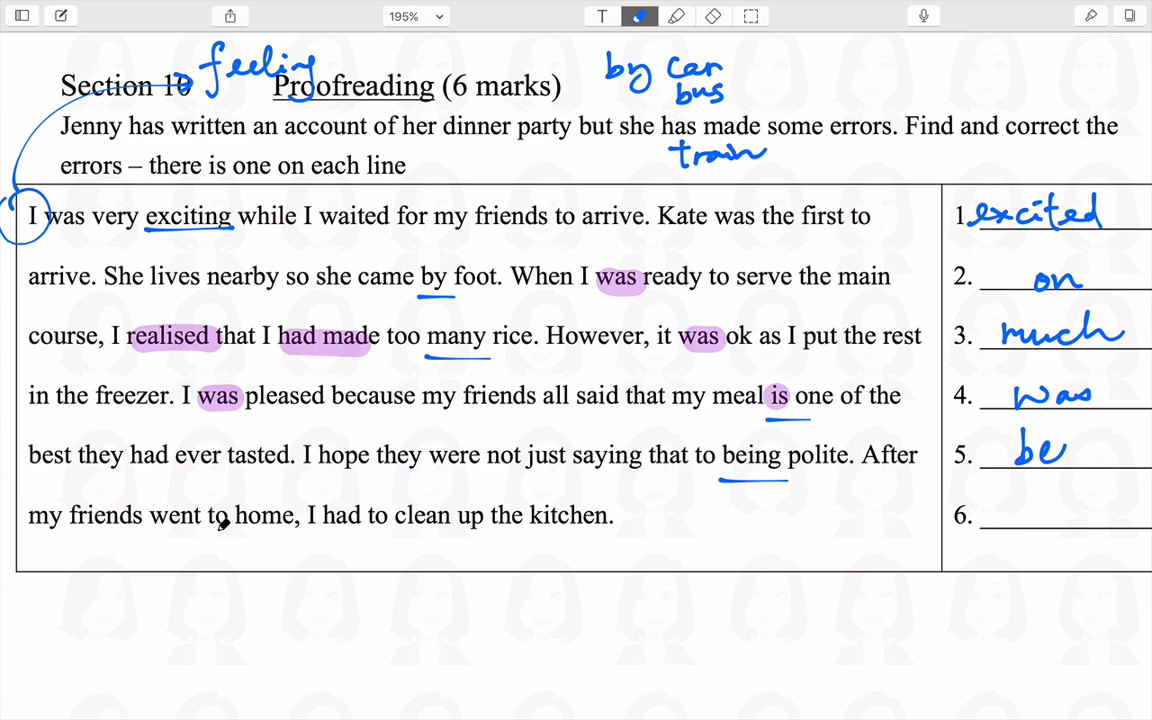 195%
T
feeling
by car
bus
train
Section 10 Proofreading (6 marks)
Jenny has written an account of her dinner party but she has made some errors. Find and correct the
errors – there is one on each line
I was very exciting while I waited for my friends to arrive. Kate was the first to
1. excited
arrive. She lives nearby so she came by foot. When I was ready to serve the main
2. on
course, I realised that I had made too many rice. However, it was ok as I put the rest
3. much
in the freezer. I was pleased because my friends all said that my meal is one of the
4. was
best they had ever tasted. I hope they were not just saying that to being polite. After
5. be
my friends went to home, I had to clean up the kitchen.
6.